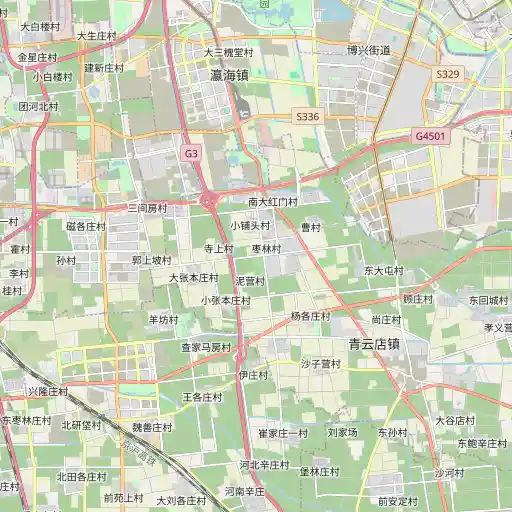 大白楼村
大生庄村
金星庄村
小白楼村
建新庄村
大三槐堂村
瀛海镇
博兴街道
S329
团河北村
S336
G4501
G3
一村
磁各庄村
三间房村
南大红门村
小铺头村
曹村
霍村
孙村
郭上坡村
寺上村
枣林村
李村
桂村
大张本庄村
泥营村
东大屯村
小张本庄村
顾庄村
东回城村
羊坊村
杨各庄村
尚庄村
孝义营
查家马房村
青云店镇
伊庄村
沙子营村
兴隆庄村
王各庄村
东枣林庄村
北研垡村
魏善庄村
崔家庄一村
刘家场
东孙村
大谷店村
东鲍辛庄村
京沪高铁
北田各庄村
河北辛庄村
堡林庄村
沙河村
庄村
前苑上村
大刘各庄村
河南辛庄
前安定村